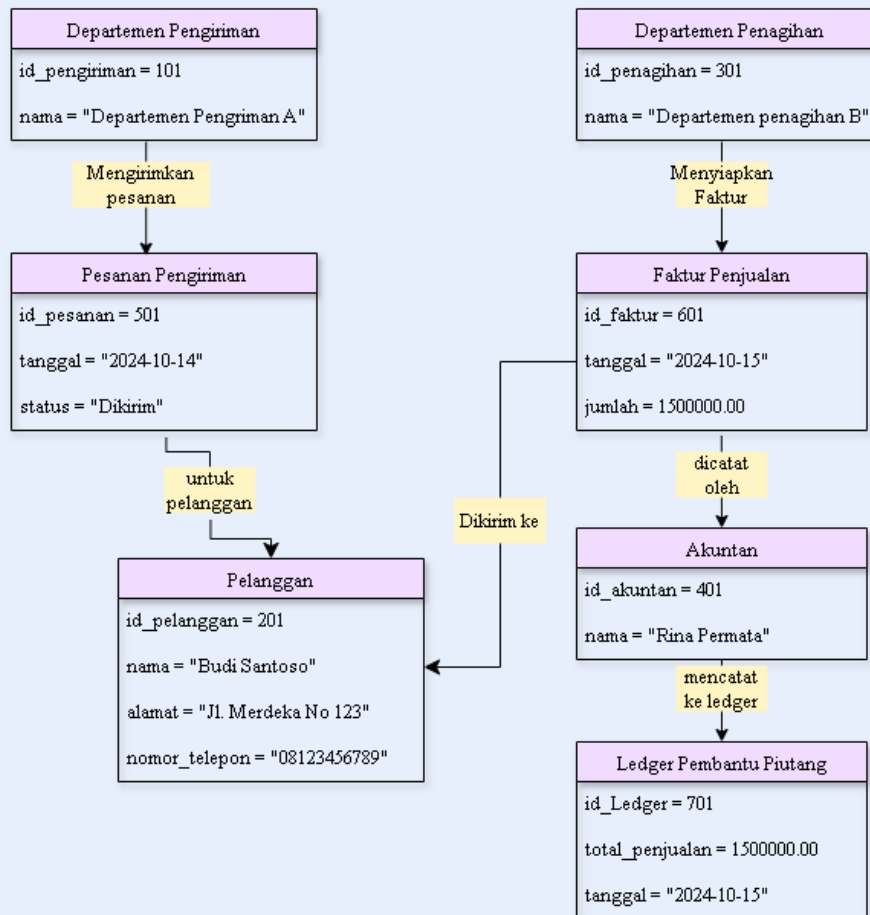 Departemen Pengiriman
id_pengiriman = 101
nama = "Departemen Pengriman A"
Mengirimkan
pesanan
Pesanan Pengiriman
id_pesanan = 501
tanggal = "2024-10-14"
status = "Dikirim"
untuk
pelanggan
Pelanggan
id_pelanggan = 201
nama = "Budi Santoso"
alamat = "Jl. Merdeka No 123"
nomor_telepon = "08123456789"
Departemen Penagihan
id_penagihan = 301
nama = "Departemen penagihan B"
Menyiapkan
Faktur
Faktur Penjualan
id_faktur = 601
tanggal = "2024-10-15"
jumlah = 1500000.00
Dikirim ke
dicatat
oleh
Akuntan
id_akuntan = 401
nama = "Rina Permata"
mencatat
ke ledger
Ledger Pembantu Piutang
id_Ledger = 701
total_penjualan = 1500000.00
tanggal = "2024-10-15"